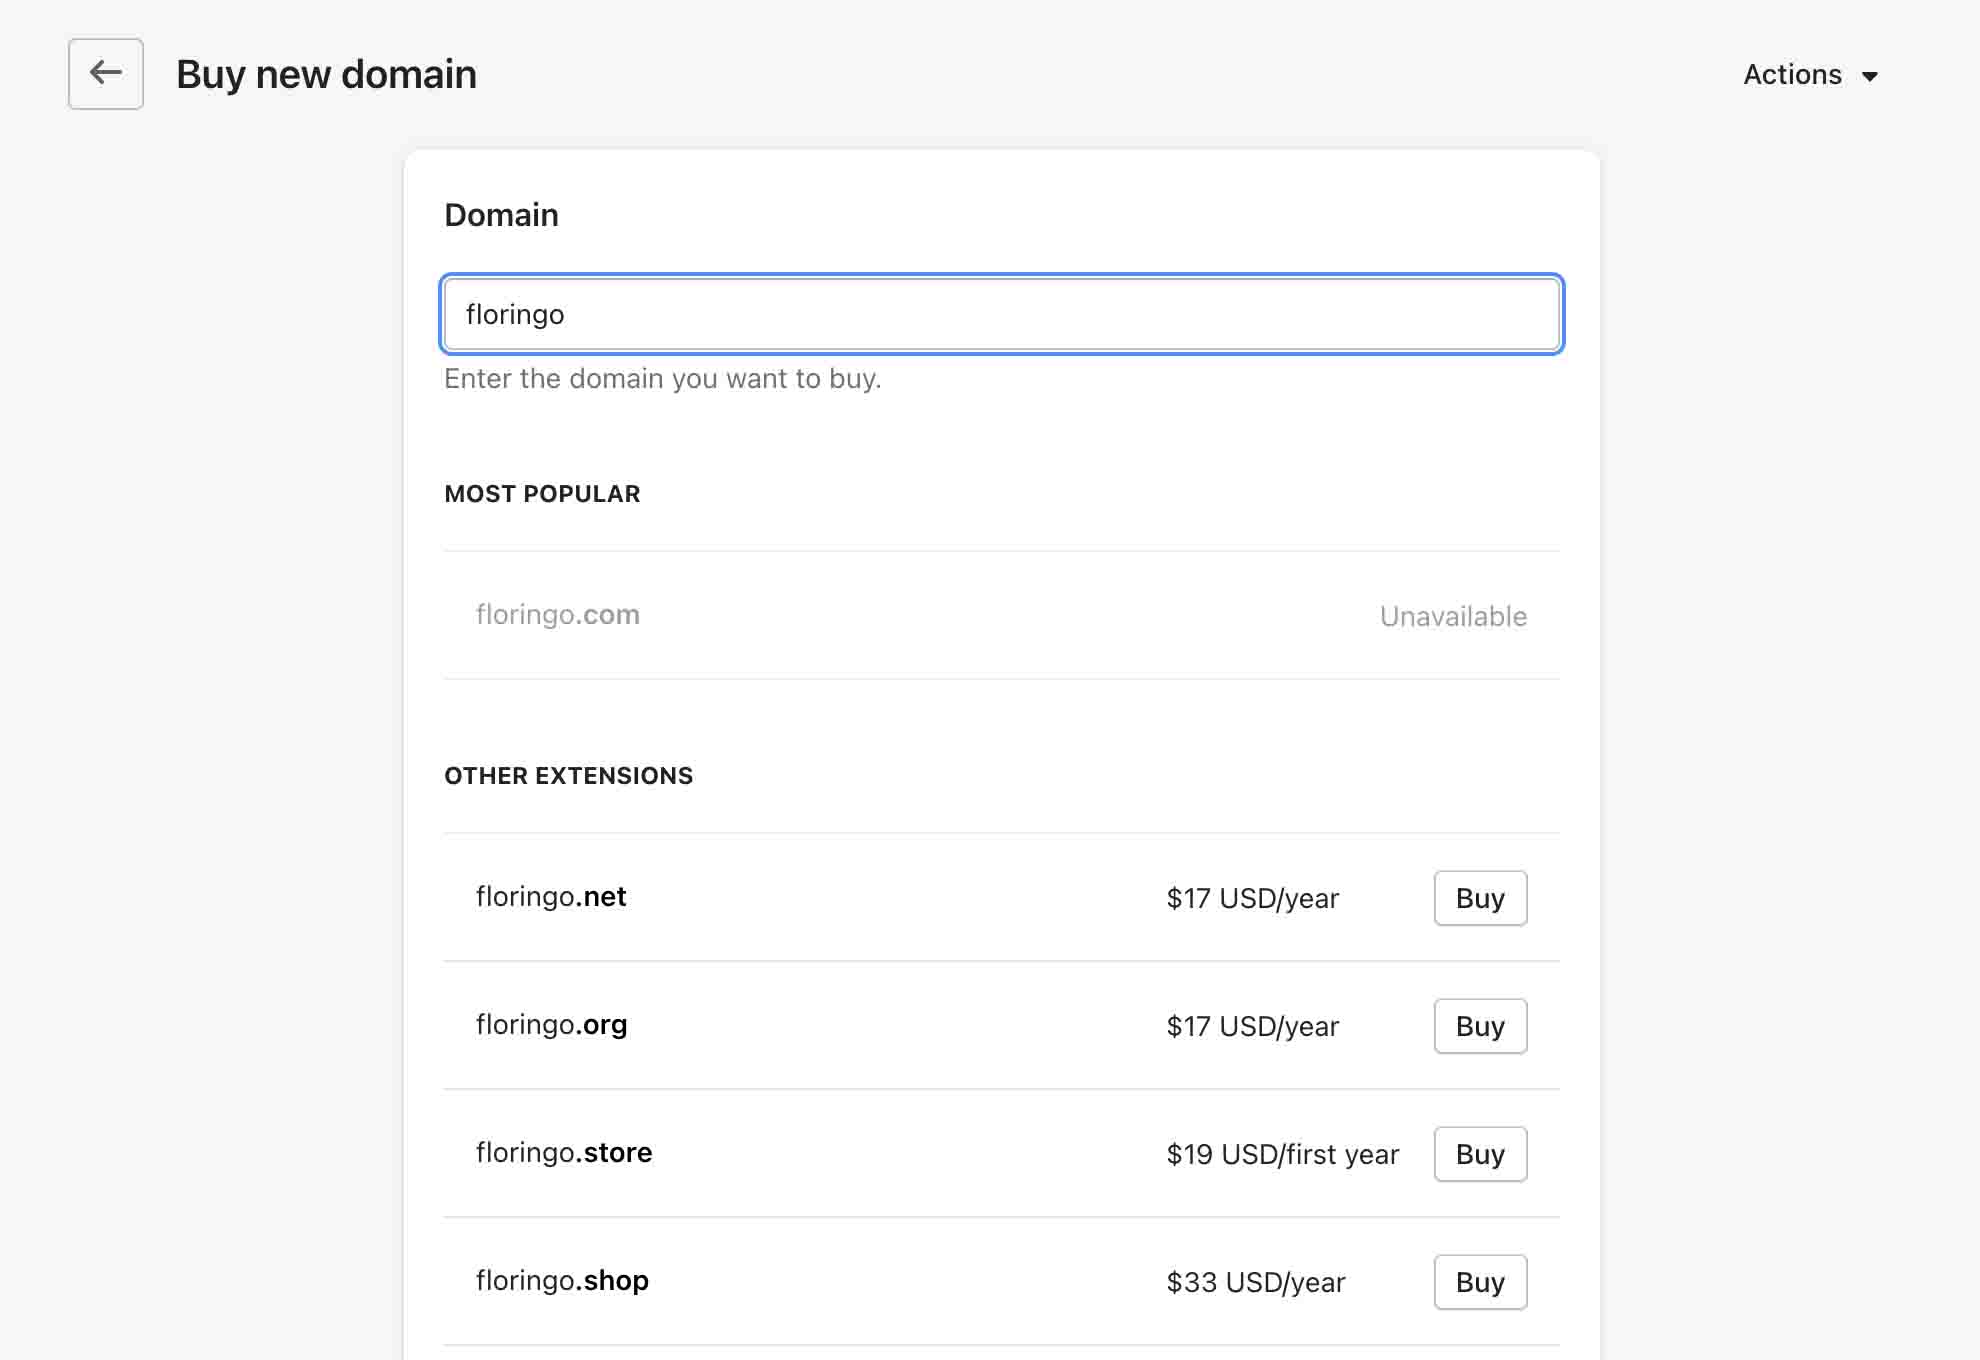 Buy new domain
Actions
Domain
floringo
Enter the domain you want to buy.
MOST POPULAR
floringo.com Unavailable
OTHER EXTENSIONS
floringo.net $17 USD/year Buy
floringo.org $17 USD/year Buy
floringo.store $19 USD/first year Buy
floringo.shop $33 USD/year Buy